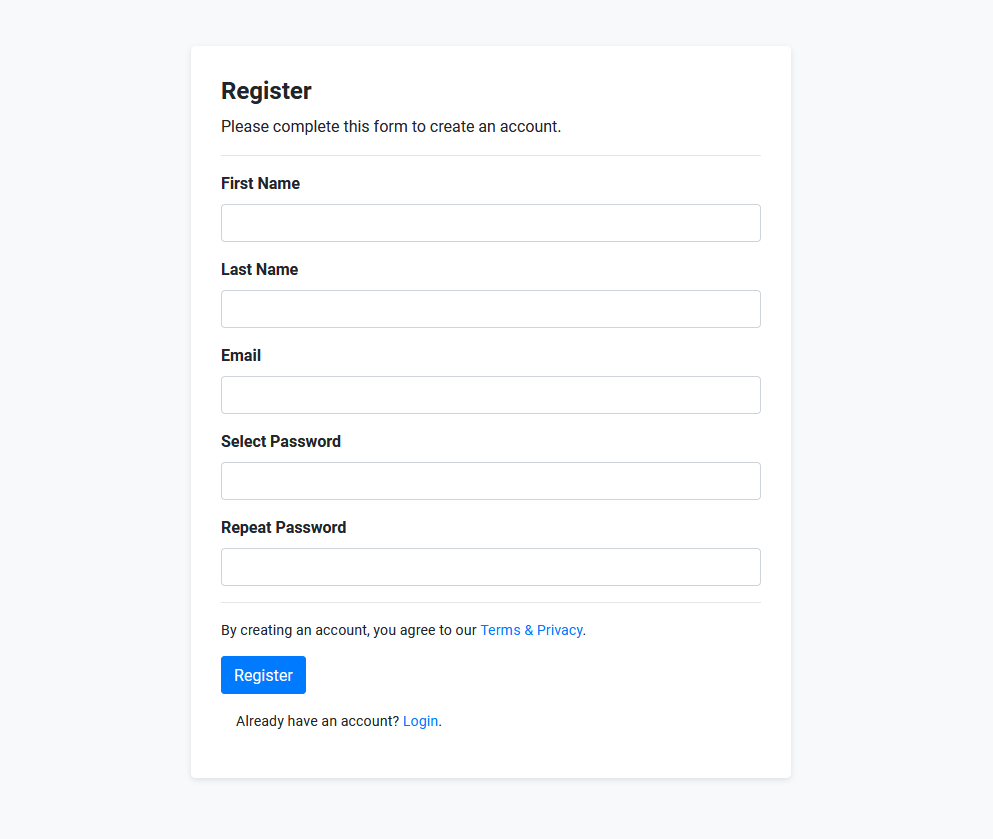 Register
Please complete this form to create an account.
First Name
Last Name
Email
Select Password
Repeat Password
By creating an account, you agree to our Terms & Privacy.
Register
Already have an account? Login.